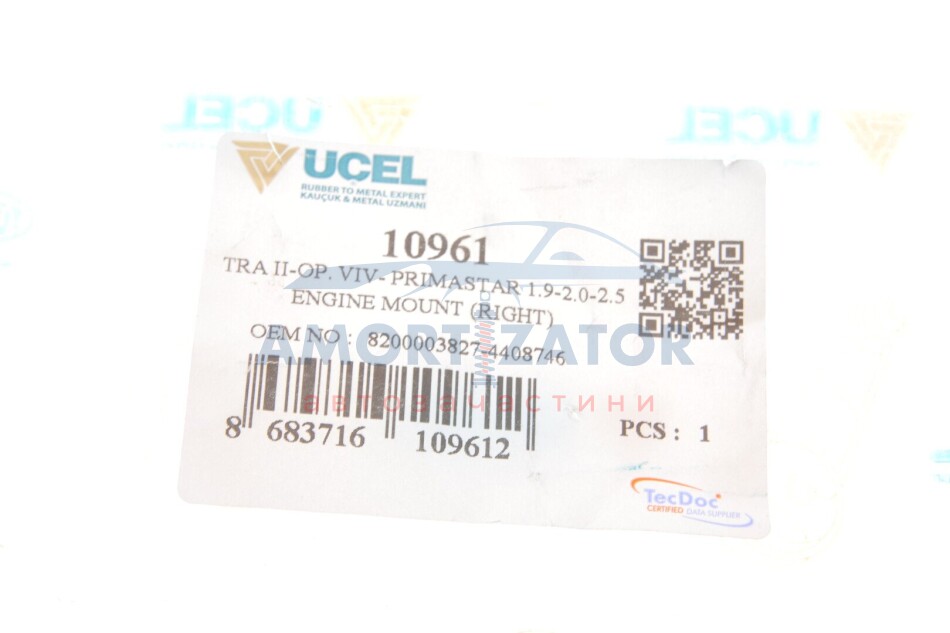 UCEL
UCEL
UCEL
RUBBER TO METAL EXPERT
KAUÇUK & METAL UZMANI
10961
TRA II-OP. VIV- PRIMASTAR 1.9-2.0-2.5
ENGINE MOUNT (RIGHT)
OEM NO : 8200003827-4408746
AMORTIZATOR
автозапчастини
8 683716 109612
PCS : 1
TecDoc
CERTIFIED DATA SUPPLIER